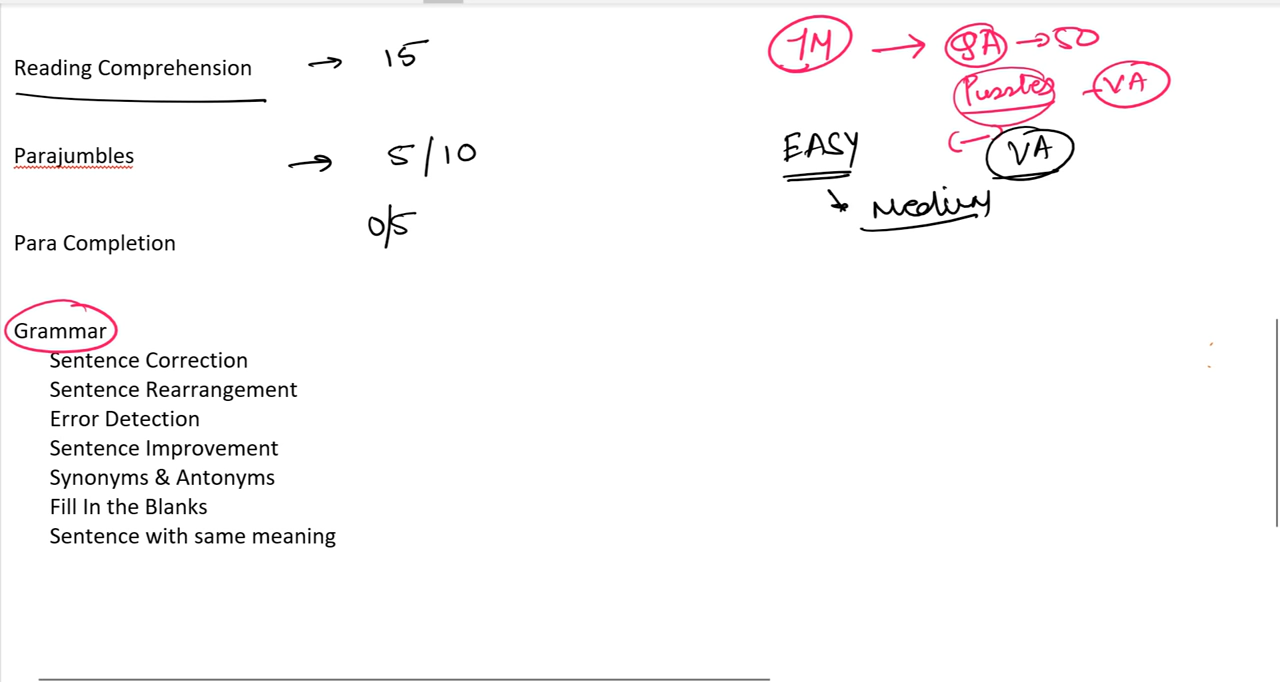 Reading Comprehension → 15
Parajumbles → 5/10
Para Completion 0/5
Grammar
Sentence Correction
Sentence Rearrangement
Error Detection
Sentence Improvement
Synonyms & Antonyms
Fill In the Blanks
Sentence with same meaning
1M → QA → 50
Puzzles - VA
VA
EASY
Medium